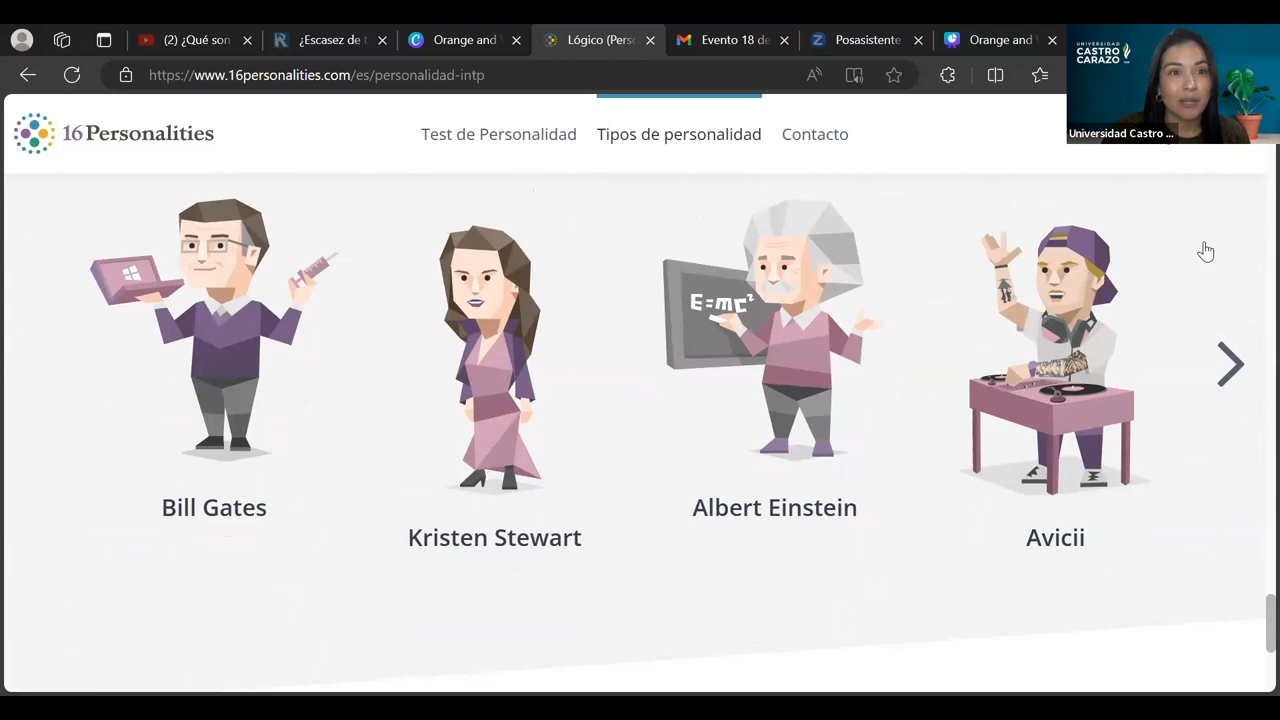 (2) ¿Qué son
¿Escasez de t
Orange and
Lógico (Perso
Evento 18 de
Posasistente
Orange and
https://www.16personalities.com/es/personalidad-intp
UNIVERSIDAD
CASTRO
CARAZO
Universidad Castro ...
16Personalities
Test de Personalidad
Tipos de personalidad
Contacto
E=mc²
Bill Gates
Kristen Stewart
Albert Einstein
Avicii